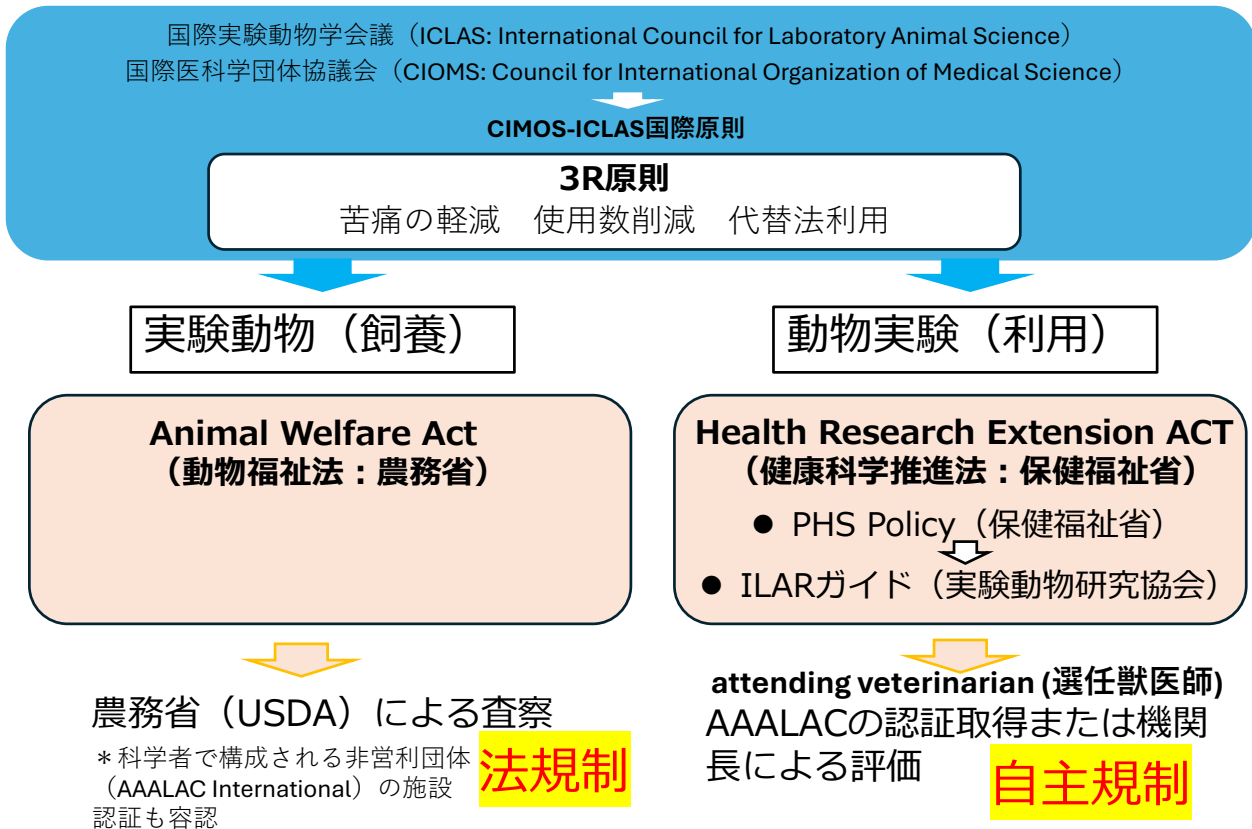 国際実験動物学会議（ICLAS: International Council for Laboratory Animal Science）
国際医科学団体協議会（CIOMS: Council for International Organization of Medical Science）
CIMOS-ICLAS国際原則
3R原則
苦痛の軽減　使用数削減　代替法利用
実験動物（飼養）
動物実験（利用）
Animal Welfare Act
（動物福祉法：農務省）
Health Research Extension ACT
（健康科学推進法：保健福祉省）
● PHS Policy（保健福祉省）
● ILARガイド（実験動物研究協会）
農務省（USDA）による査察
＊科学者で構成される非営利団体
（AAALAC International）の施設
認証も容認
法規制
attending veterinarian (選任獣医師)
AAALACの認証取得または機関
長による評価
自主規制